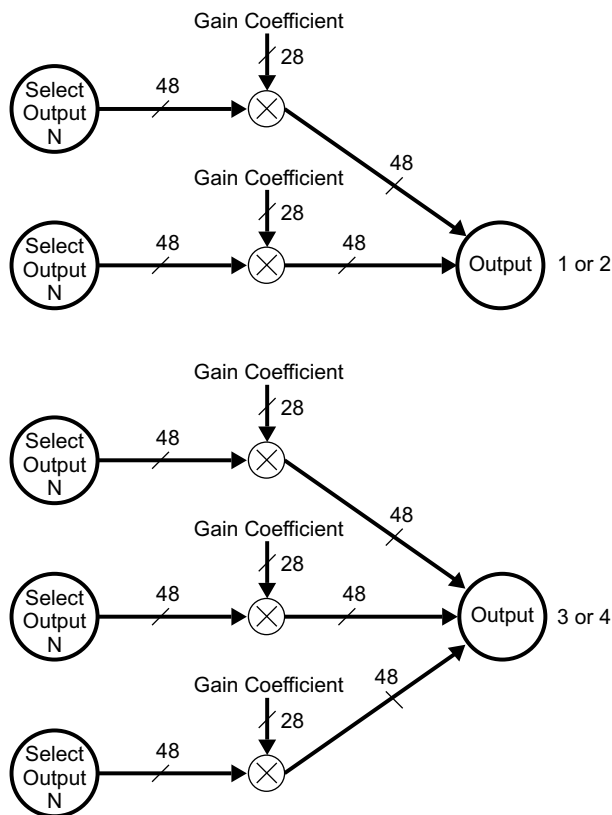 Gain Coefficient
28
Select
Output
N
48
48
Gain Coefficient
28
Select
Output
N
48
48
Output
1 or 2
Gain Coefficient
28
Select
Output
N
48
48
Gain Coefficient
28
Select
Output
N
48
48
Output
3 or 4
Gain Coefficient
28
Select
Output
N
48
48